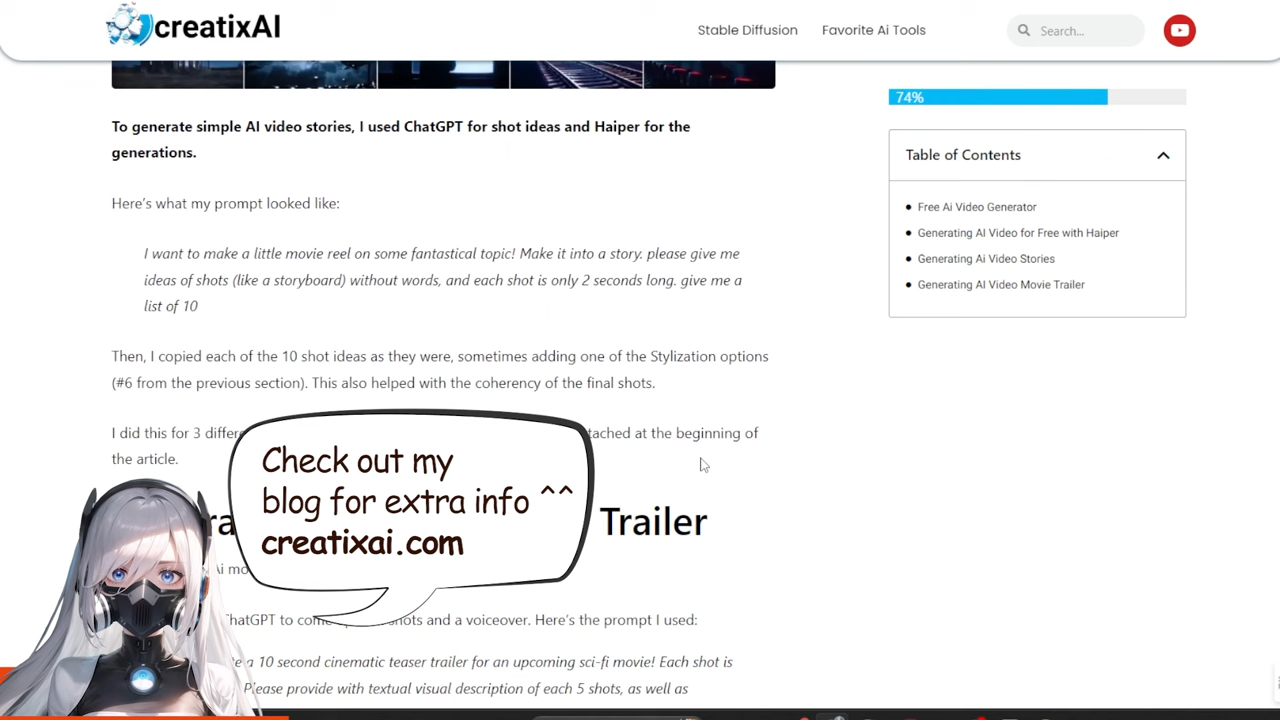 creatixAI
Stable Diffusion
Favorite Ai Tools
Search...
74%
To generate simple AI video stories, I used ChatGPT for shot ideas and Haiper for the
generations.
Table of Contents
Free Ai Video Generator
Generating AI Video for Free with Haiper
Generating Ai Video Stories
Generating AI Video Movie Trailer
Here's what my prompt looked like:
I want to make a little movie reel on some fantastical topic! Make it into a story. please give me
ideas of shots (like a storyboard) without words, and each shot is only 2 seconds long. give me a
list of 10
Then, I copied each of the 10 shot ideas as they were, sometimes adding one of the Stylization options
(#6 from the previous section). This also helped with the coherency of the final shots.
I did this for 3 differe
tached at the beginning of
the article.
Check out my
blog for extra info ^^
creatixai.com
Trailer
Ai mo
ChatGPT to com
shots and a voiceover. Here's the prompt I used:
a 10 second cinematic teaser trailer for an upcoming sci-fi movie! Each shot is
Please provide with textual visual description of each 5 shots, as well as